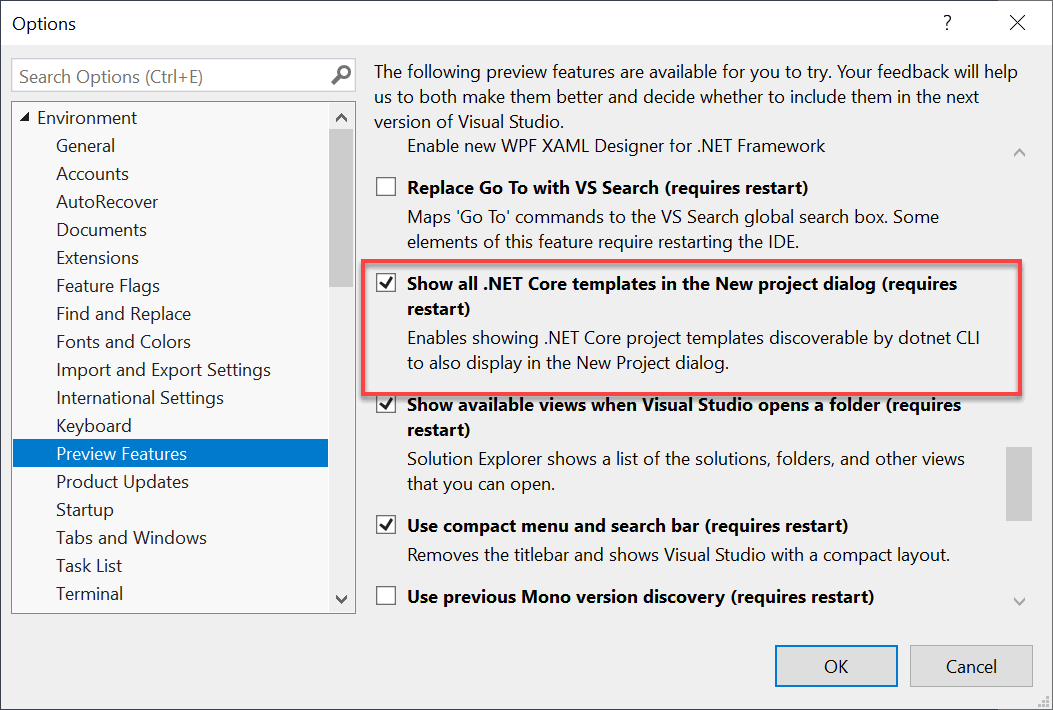 Options
?
Search Options (Ctrl+E)
Environment
General
Accounts
AutoRecover
Documents
Extensions
Feature Flags
Find and Replace
Fonts and Colors
Import and Export Settings
International Settings
Keyboard
Preview Features
Product Updates
Startup
Tabs and Windows
Task List
Terminal
The following preview features are available for you to try. Your feedback will help
us to both make them better and decide whether to include them in the next
version of Visual Studio.
Enable new WPF XAML Designer for .NET Framework
Replace Go To with VS Search (requires restart)
Maps 'Go To' commands to the VS Search global search box. Some
elements of this feature require restarting the IDE.
Show all .NET Core templates in the New project dialog (requires
restart)
Enables showing .NET Core project templates discoverable by dotnet CLI
to also display in the New Project dialog.
Show available views when Visual Studio opens a folder (requires
restart)
Solution Explorer shows a list of the solutions, folders, and other views
that you can open.
Use compact menu and search bar (requires restart)
Removes the titlebar and shows Visual Studio with a compact layout.
Use previous Mono version discovery (requires restart)
OK
Cancel